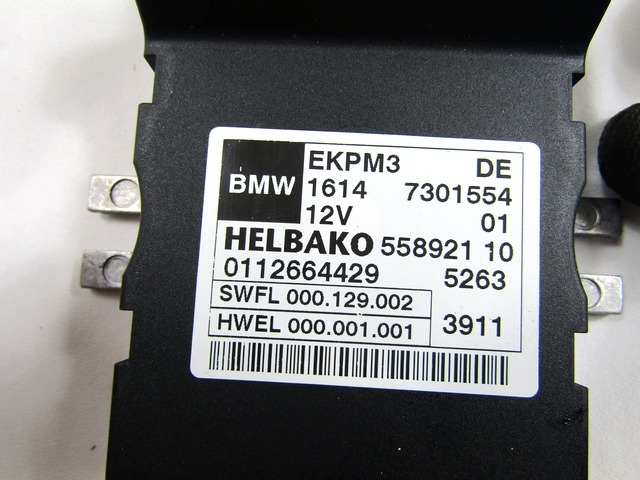 BMW EKPM3 DE
1614 7301554
12V 01
HELBAKO 558921 10
0112664429 5263
SWFL 000.129.002
HWEL 000.001.001 3911